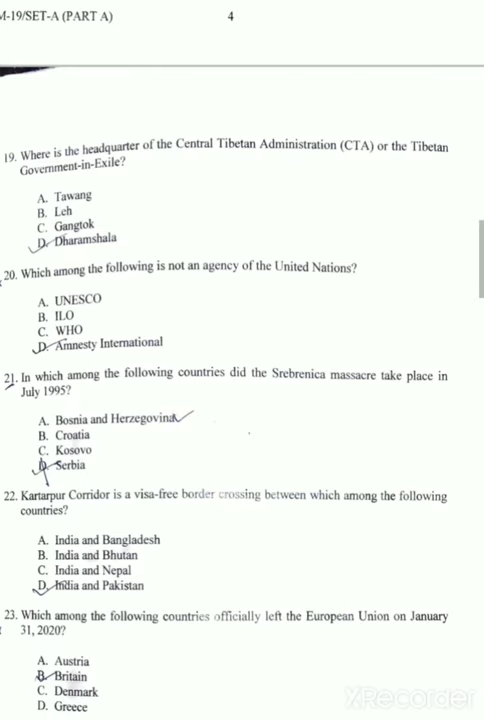 M-19/SET-A (PART A)
4
19. Where is the headquarter of the Central Tibetan Administration (CTA) or the Tibetan
Government-in-Exile?
A. Tawang
B. Leh
C. Gangtok
D. Dharamshala
20. Which among the following is not an agency of the United Nations?
A. UNESCO
B. ILO
C. WHO
D. Amnesty International
21. In which among the following countries did the Srebrenica massacre take place in
July 1995?
A. Bosnia and Herzegovina
B. Croatia
C. Kosovo
D. Serbia
22. Kartarpur Corridor is a visa-free border crossing between which among the following
countries?
A. India and Bangladesh
B. India and Bhutan
C. India and Nepal
D. India and Pakistan
23. Which among the following countries officially left the European Union on January
31, 2020?
A. Austria
B. Britain
C. Denmark
D. Greece
XRecorder